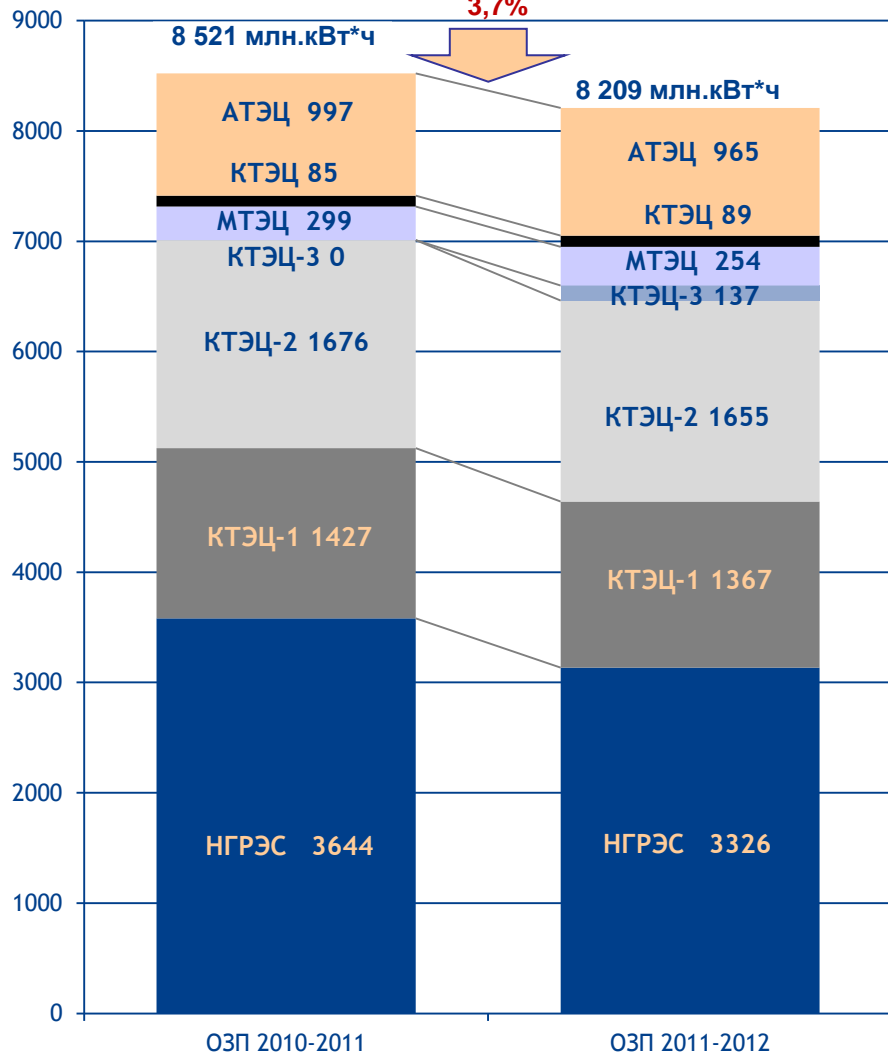 3,7%
9000
8 521 млн.кВт*ч
8 209 млн.кВт*ч
АТЭЦ 997
АТЭЦ 965
8000
КТЭЦ 85
КТЭЦ 89
МТЭЦ 299
МТЭЦ 254
7000
КТЭЦ-3 0
КТЭЦ-3 137
КТЭЦ-2 1676
КТЭЦ-2 1655
6000
5000
КТЭЦ-1 1427
КТЭЦ-1 1367
4000
3000
НГРЭС 3644
НГРЭС 3326
2000
1000
0
ОЗП 2010-2011
ОЗП 2011-2012